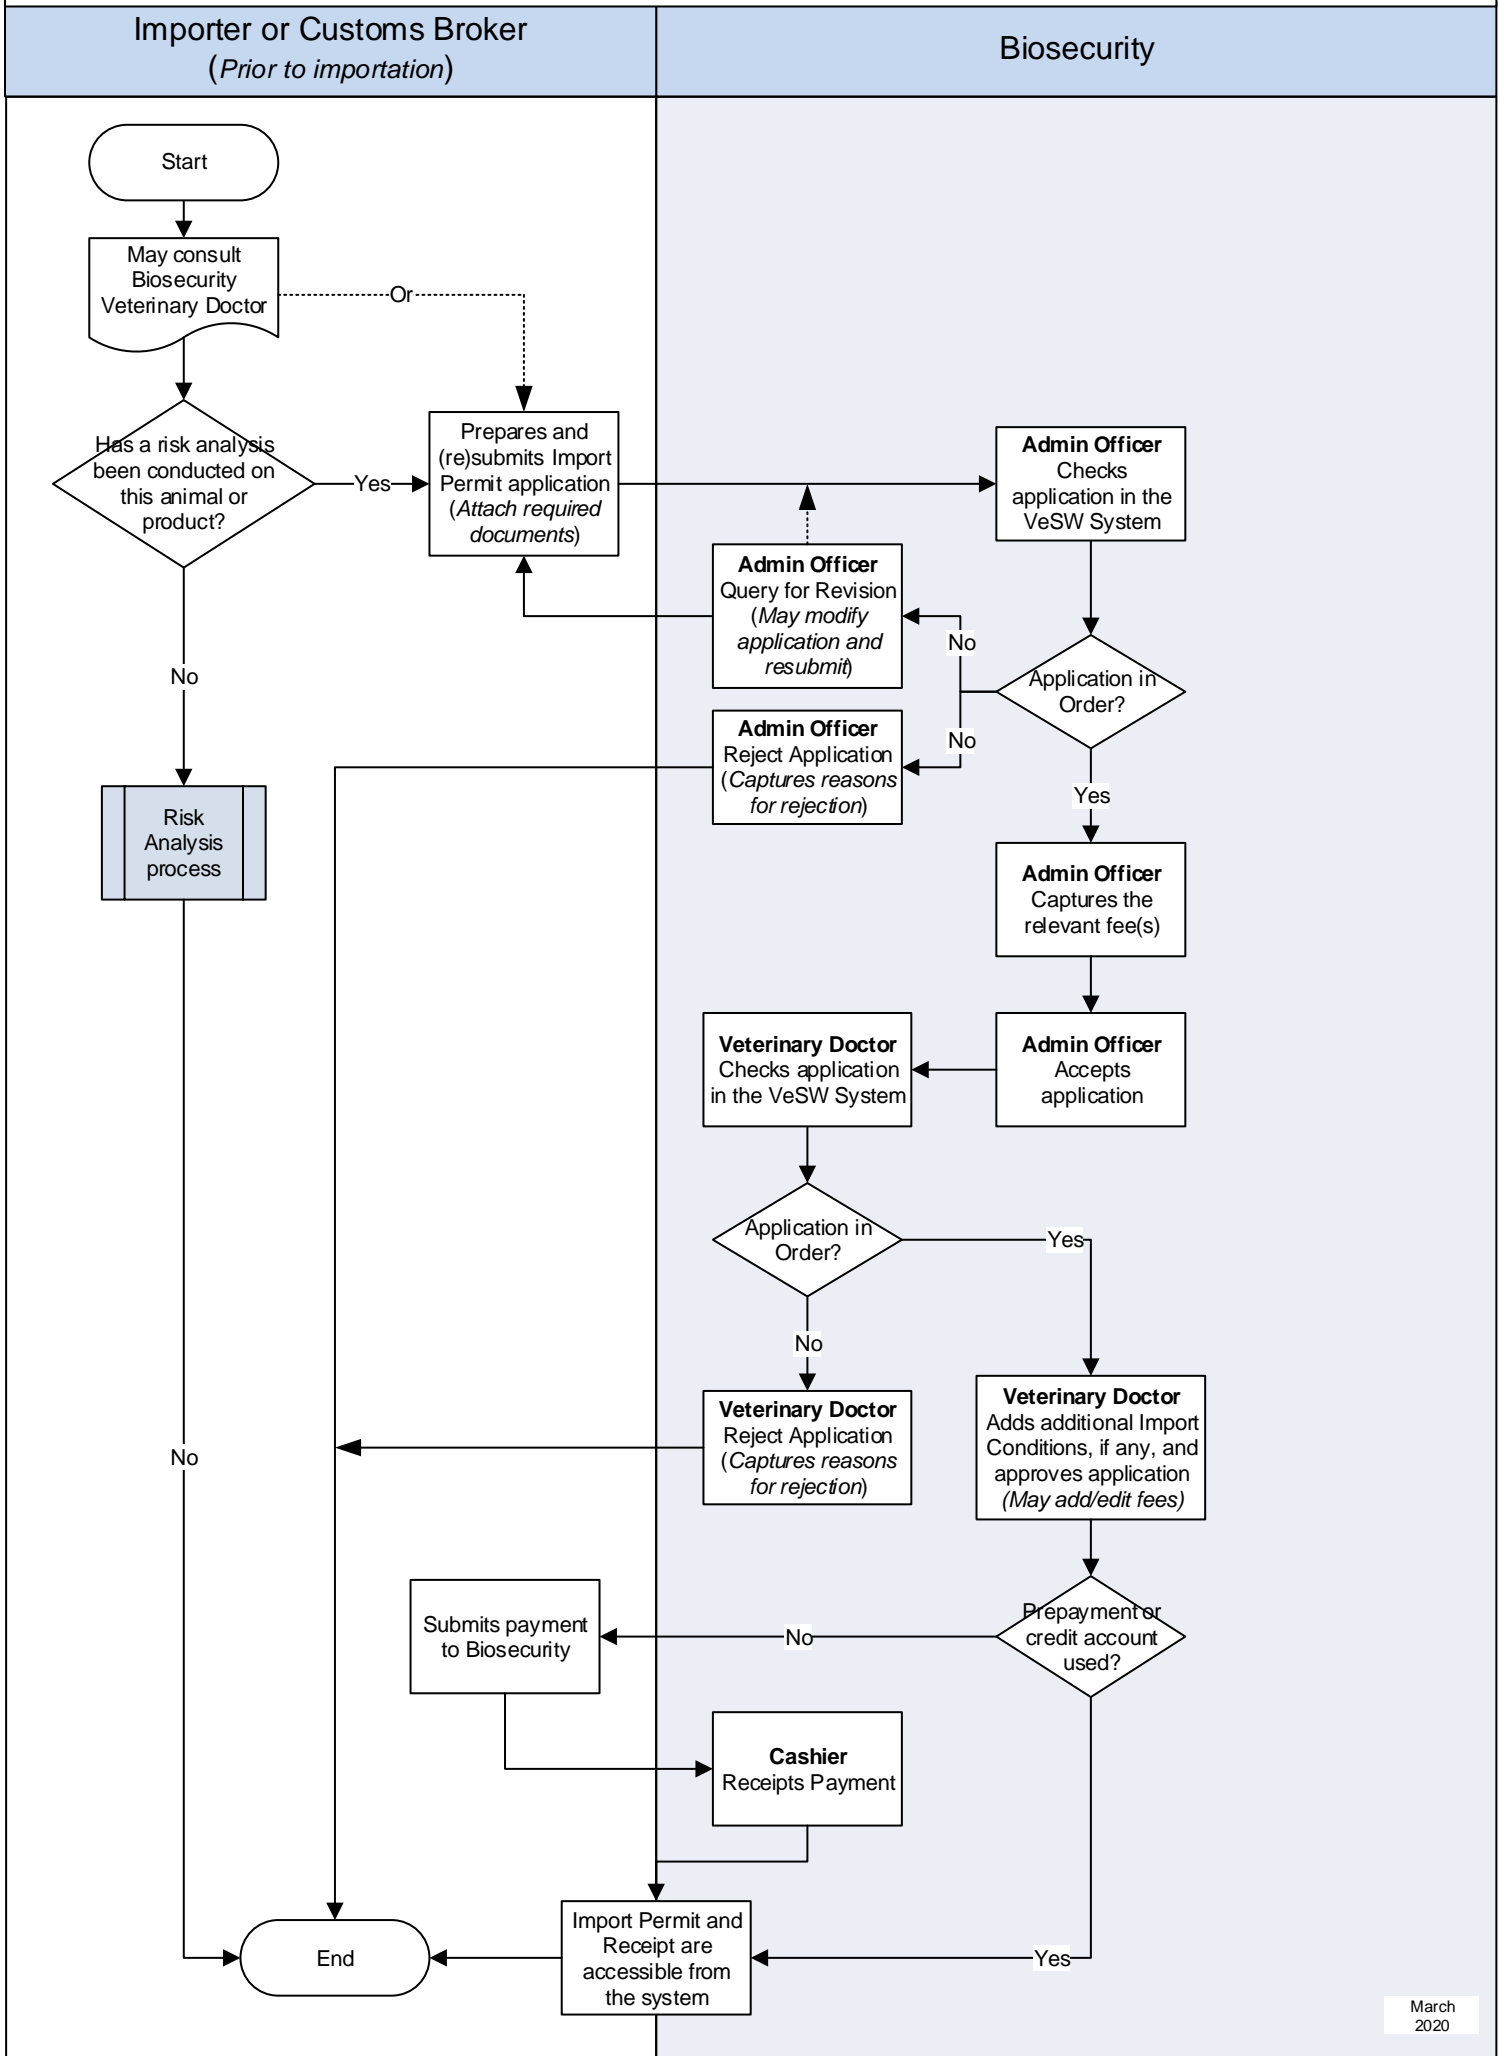 Importer or Customs Broker
(Prior to importation)
Biosecurity
Start
May consult
Biosecurity
Veterinary Doctor
Or
Has a risk analysis
been conducted on
this animal or
product?
Yes
Prepares and
(re)submits Import
Permit application
(Attach required
documents)
Admin Officer
Checks
application in the
VeSW System
Admin Officer
Query for Revision
(May modify
application and
resubmit)
No
Application in
Order?
No
Admin Officer
Reject Application
(Captures reasons
for rejection)
No
Yes
Risk
Analysis
process
Admin Officer
Captures the
relevant fee(s)
Admin Officer
Accepts
application
Veterinary Doctor
Checks application
in the VeSW System
Application in
Order?
Yes
No
Veterinary Doctor
Reject Application
(Captures reasons
for rejection)
Veterinary Doctor
Adds additional Import
Conditions, if any, and
approves application
(May add/edit fees)
No
Prepayment or
credit account
used?
No
Submits payment
to Biosecurity
Cashier
Receipts Payment
Import Permit and
Receipt are
accessible from
the system
Yes
End
March
2020